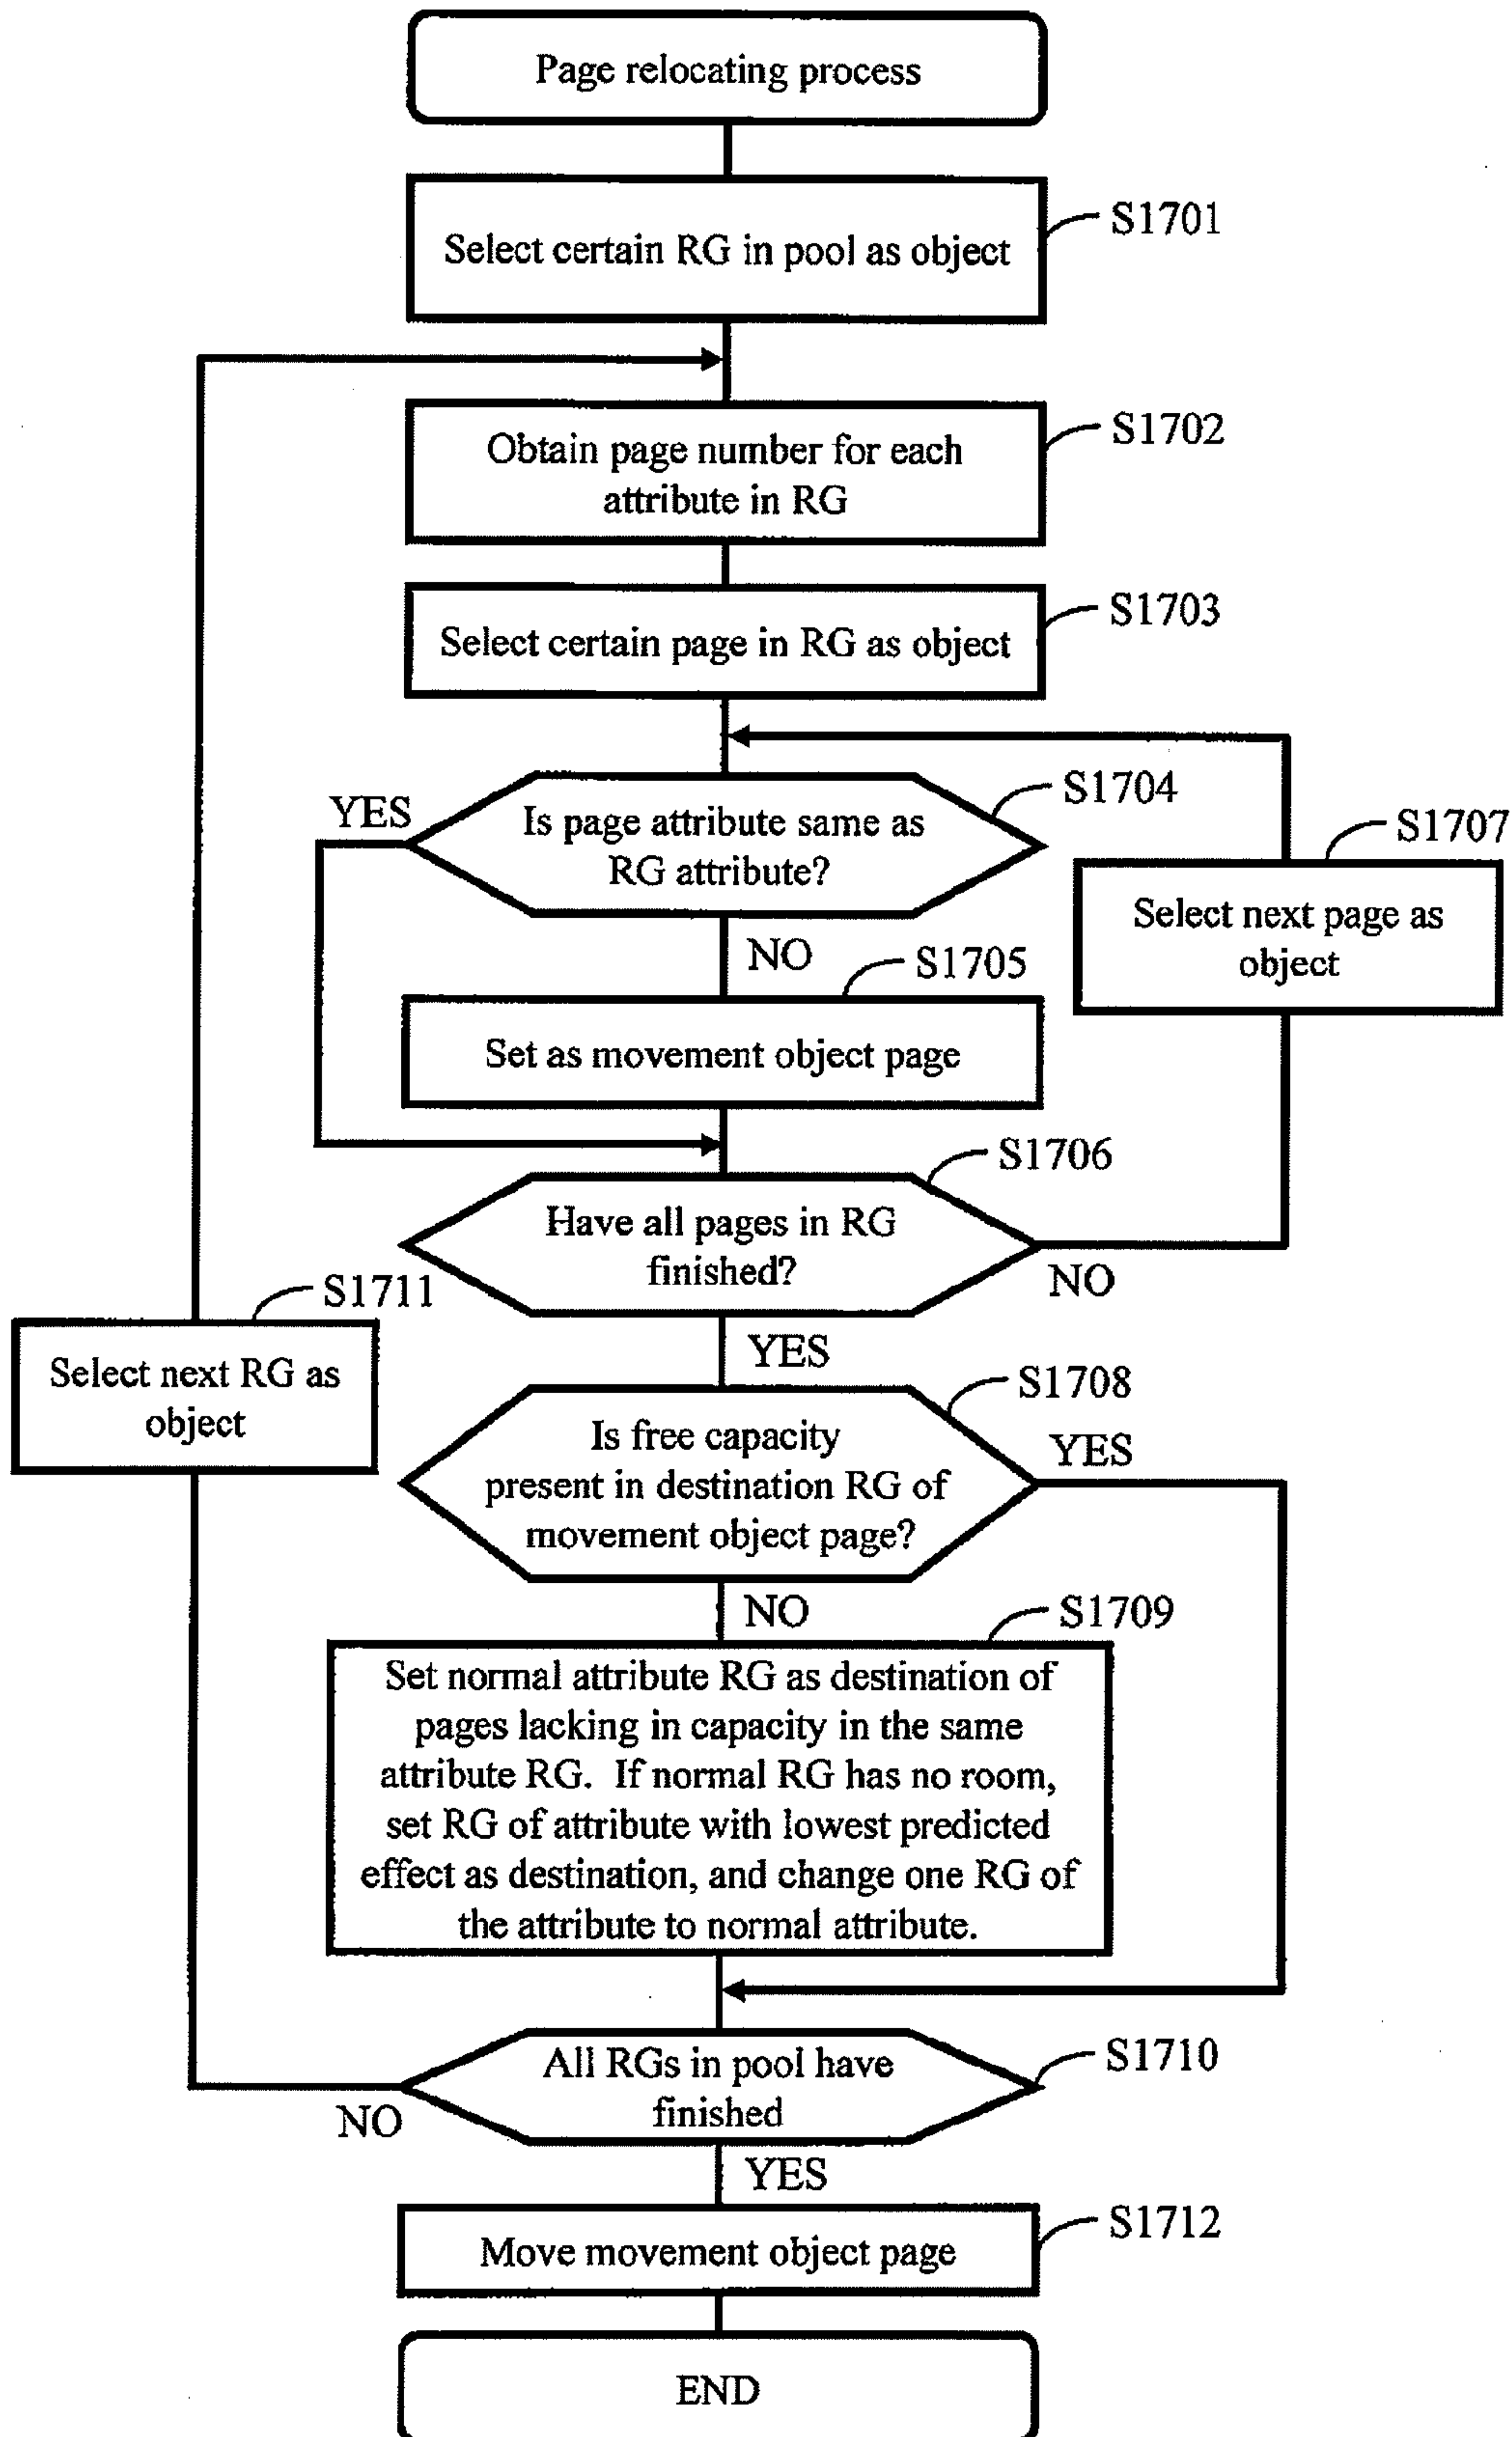 Page relocating process
S1701
Select certain RG in pool as object
S1702
Obtain page number for each
attribute in RG
S1703
Select certain page in RG as object
S1704
YES
Is page attribute same as
RG attribute?
S1707
Select next page as
object
NO
S1705
Set as movement object page
S1706
Have all pages in RG
finished?
NO
S1711
Select next RG as
object
YES
S1708
Is free capacity
present in destination RG of
movement object page?
YES
NO
S1709
Set normal attribute RG as destination of
pages lacking in capacity in the same
attribute RG. If normal RG has no room,
set RG of attribute with lowest predicted
effect as destination, and change one RG of
the attribute to normal attribute.
S1710
All RGs in pool have
finished
NO
YES
S1712
Move movement object page
END